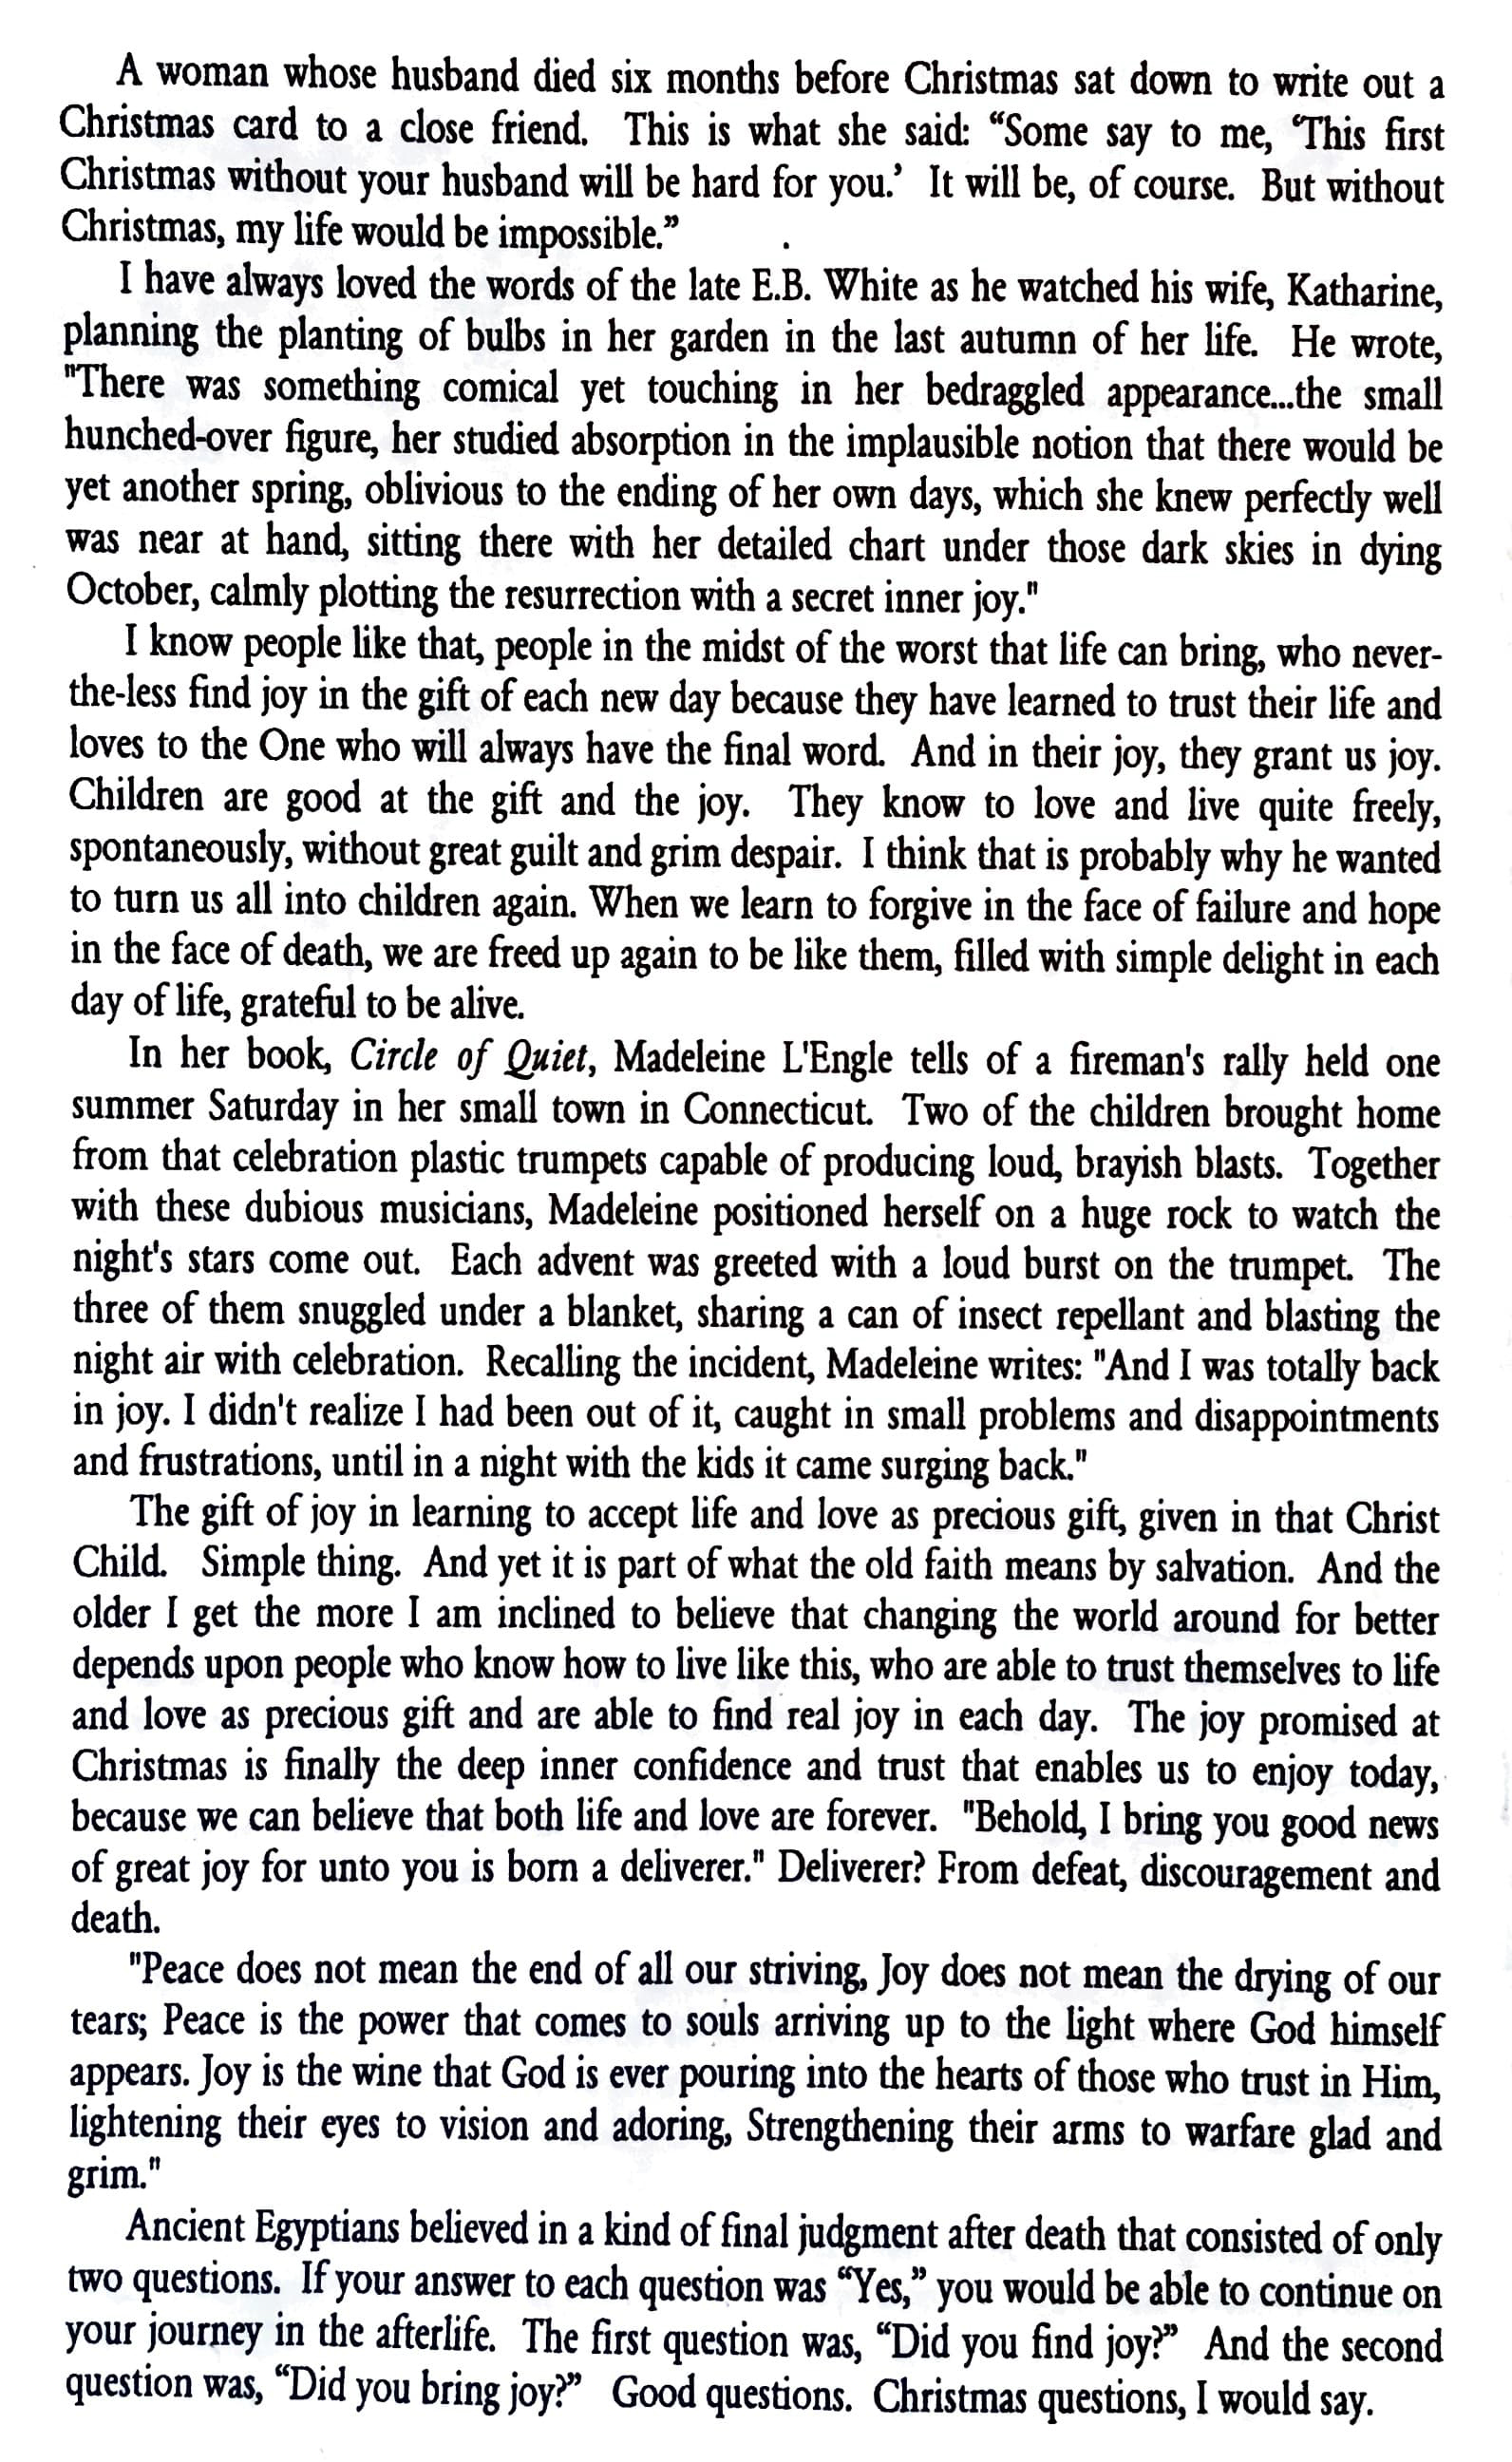 A woman whose husband died six months before Christmas sat down to write out a
Christmas card to a close friend. This is what she said: “Some say to me, ‘This first
Christmas without your husband will be hard for you.’ It will be, of course. But without
Christmas, my life would be impossible.”
I have always loved the words of the late E.B. White as he watched his wife, Katharine,
planning the planting of bulbs in her garden in the last autumn of her life. He wrote,
"There was something comical yet touching in her bedraggled appearance...the small
hunched-over figure, her studied absorption in the implausible notion that there would be
yet another spring, oblivious to the ending of her own days, which she knew perfectly well
was near at hand, sitting there with her detailed chart under those dark skies in dying
October, calmly plotting the resurrection with a secret inner joy."
I know people like that, people in the midst of the worst that life can bring, who never-
the-less find joy in the gift of each new day because they have learned to trust their life and
loves to the One who will always have the final word. And in their joy, they grant us joy.
Children are good at the gift and the joy. They know to love and live quite freely,
spontaneously, without great guilt and grim despair. I think that is probably why he wanted
to turn us all into children again. When we learn to forgive in the face of failure and hope
in the face of death, we are freed up again to be like them, filled with simple delight in each
day of life, grateful to be alive.
In her book, Circle of Quiet, Madeleine L'Engle tells of a fireman's rally held one
summer Saturday in her small town in Connecticut. Two of the children brought home
from that celebration plastic trumpets capable of producing loud, brayish blasts. Together
with these dubious musicians, Madeleine positioned herself on a huge rock to watch the
night's stars come out. Each advent was greeted with a loud burst on the trumpet. The
three of them snuggled under a blanket, sharing a can of insect repellant and blasting the
night air with celebration. Recalling the incident, Madeleine writes: "And I was totally back
in joy. I didn't realize I had been out of it, caught in small problems and disappointments
and frustrations, until in a night with the kids it came surging back."
The gift of joy in learning to accept life and love as precious gift, given in that Christ
Child. Simple thing. And yet it is part of what the old faith means by salvation. And the
older I get the more I am inclined to believe that changing the world around for better
depends upon people who know how to live like this, who are able to trust themselves to life
and love as precious gift and are able to find real joy in each day. The joy promised at
Christmas is finally the deep inner confidence and trust that enables us to enjoy today,
because we can believe that both life and love are forever. "Behold, I bring you good news
of great joy for unto you is born a deliverer." Deliverer? From defeat, discouragement and
death.
"Peace does not mean the end of all our striving, Joy does not mean the drying of our
tears; Peace is the power that comes to souls arriving up to the light where God himself
appears. Joy is the wine that God is ever pouring into the hearts of those who trust in Him,
lightening their eyes to vision and adoring, Strengthening their arms to warfare glad and
grim."
Ancient Egyptians believed in a kind of final judgment after death that consisted of only
two questions. If your answer to each question was “Yes,” you would be able to continue on
your journey in the afterlife. The first question was, “Did you find joy?” And the second
question was, “Did you bring joy?” Good questions. Christmas questions, I would say.